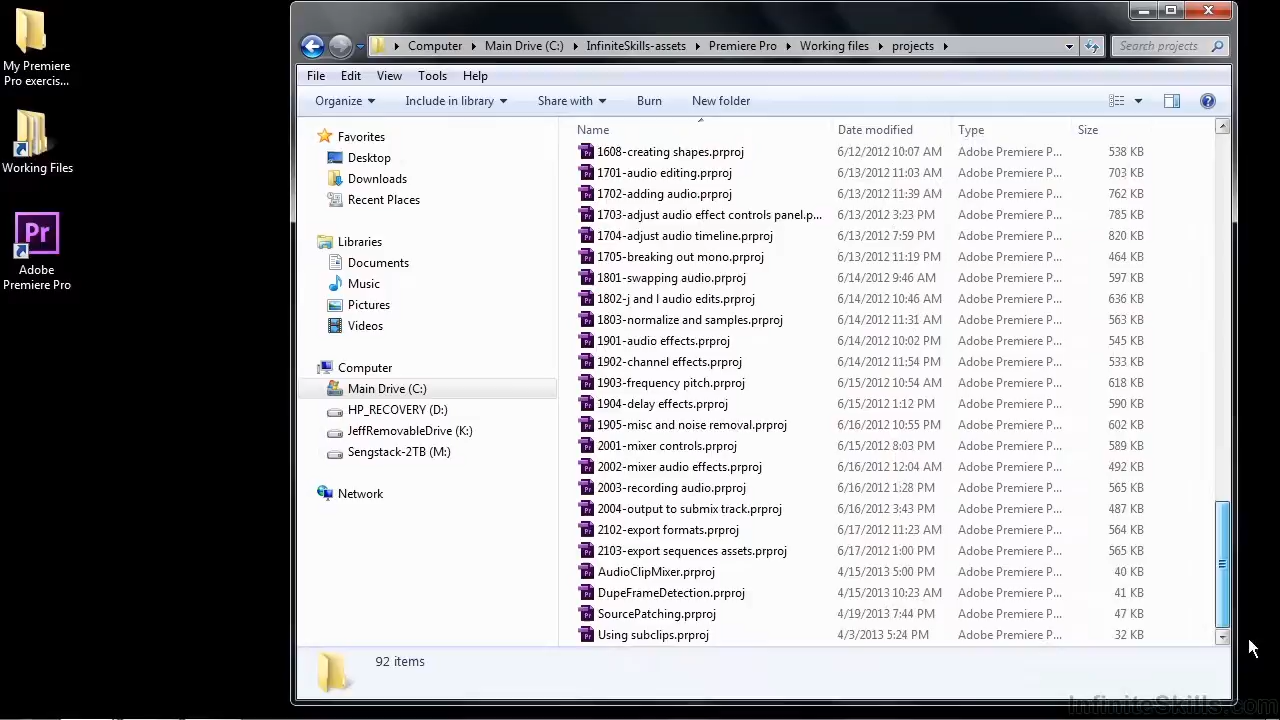 My Premiere
Pro exercis...
Working Files
Pr
Adobe
Premiere Pro
Computer Main Drive (C:) InfiniteSkills-assets Premiere Pro Working files projects Search projects
File Edit View Tools Help
Organize Include in library Share with Burn New folder
Favorites
Desktop
Downloads
Recent Places
Libraries
Documents
Music
Pictures
Videos
Computer
Main Drive (C:)
HP_RECOVERY (D:)
JeffRemovableDrive (K:)
Sengstack-2TB (M:)
Network
Name Date modified Type Size
1608-creating shapes.prproj 6/12/2012 10:07 AM Adobe Premiere P... 538 KB
1701-audio editing.prproj 6/13/2012 11:03 AM Adobe Premiere P... 703 KB
1702-adding audio.prproj 6/13/2012 11:39 AM Adobe Premiere P... 762 KB
1703-adjust audio effect controls panel.p... 6/13/2012 3:23 PM Adobe Premiere P... 785 KB
1704-adjust audio timeline.prproj 6/13/2012 7:59 PM Adobe Premiere P... 820 KB
1705-breaking out mono.prproj 6/13/2012 11:19 PM Adobe Premiere P... 464 KB
1801-swapping audio.prproj 6/14/2012 9:46 AM Adobe Premiere P... 597 KB
1802-j and l audio edits.prproj 6/14/2012 10:46 AM Adobe Premiere P... 636 KB
1803-normalize and samples.prproj 6/14/2012 11:31 AM Adobe Premiere P... 563 KB
1901-audio effects.prproj 6/14/2012 10:02 PM Adobe Premiere P... 545 KB
1902-channel effects.prproj 6/14/2012 11:54 PM Adobe Premiere P... 533 KB
1903-frequency pitch.prproj 6/15/2012 10:54 AM Adobe Premiere P... 618 KB
1904-delay effects.prproj 6/15/2012 1:12 PM Adobe Premiere P... 590 KB
1905-misc and noise removal.prproj 6/16/2012 10:55 PM Adobe Premiere P... 602 KB
2001-mixer controls.prproj 6/15/2012 8:03 PM Adobe Premiere P... 589 KB
2002-mixer audio effects.prproj 6/16/2012 12:04 AM Adobe Premiere P... 492 KB
2003-recording audio.prproj 6/16/2012 1:28 PM Adobe Premiere P... 565 KB
2004-output to submix track.prproj 6/16/2012 3:43 PM Adobe Premiere P... 487 KB
2102-export formats.prproj 6/17/2012 11:23 AM Adobe Premiere P... 564 KB
2103-export sequences assets.prproj 6/17/2012 1:00 PM Adobe Premiere P... 565 KB
AudioClipMixer.prproj 4/15/2013 5:00 PM Adobe Premiere P... 40 KB
DupeFrameDetection.prproj 4/15/2013 10:23 AM Adobe Premiere P... 41 KB
SourcePatching.prproj 4/19/2013 7:44 PM Adobe Premiere P... 47 KB
Using subclips.prproj 4/3/2013 5:24 PM Adobe Premiere P... 32 KB
92 items
InfiniteSkills.com